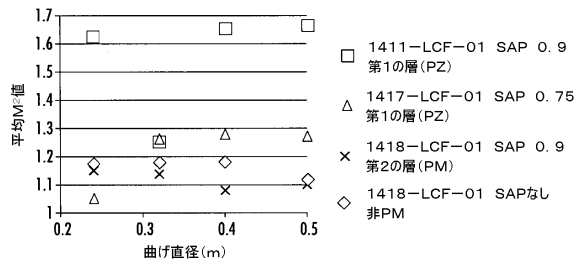 1.7
1.6
1.5
1.4
1.3
1.2
1.1
1
平均M²値
0.2 0.3 0.4 0.5
曲げ直径(m)
1411-LCF-01 SAP 0.9
第1の層(PZ)
1417-LCF-01 SAP 0.75
第1の層(PZ)
1418-LCF-01 SAP 0.9
第2の層(PM)
1418-LCF-01 SAPなし
非PM